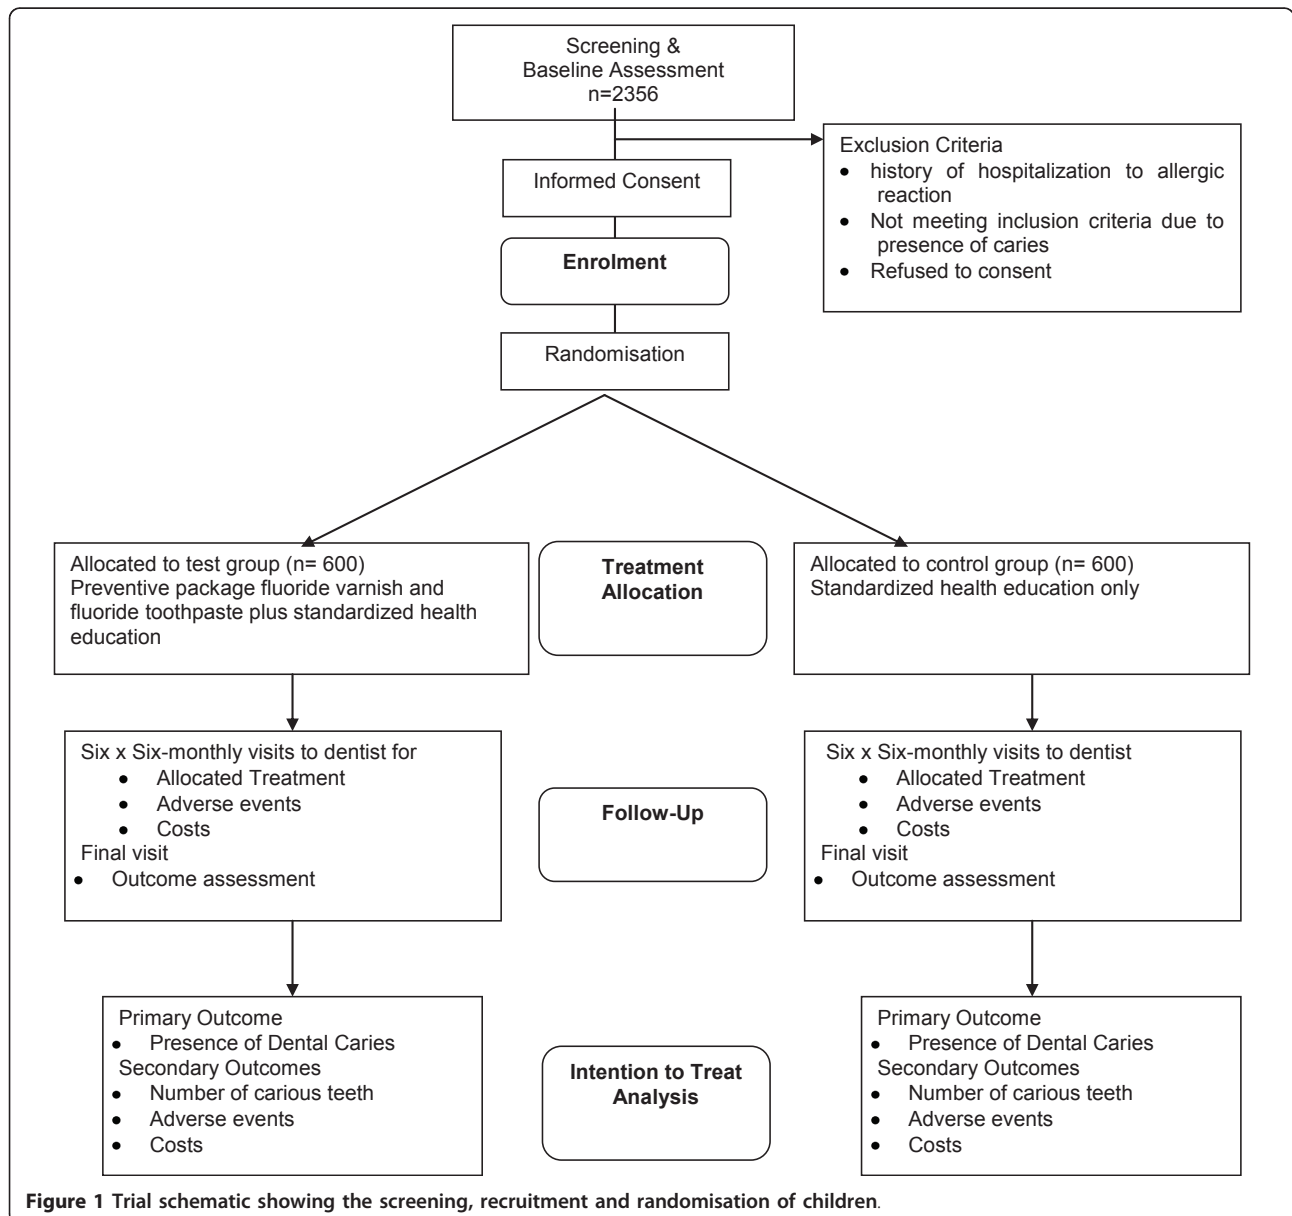 Screening &
Baseline Assessment
n=2356
Exclusion Criteria
• history of hospitalization to allergic
reaction
• Not meeting inclusion criteria due to
presence of caries
• Refused to consent
Informed Consent
Enrolment
Randomisation
Allocated to test group (n= 600)
Preventive package fluoride varnish and
fluoride toothpaste plus standardized health
education
Treatment
Allocation
Allocated to control group (n= 600)
Standardized health education only
Six x Six-monthly visits to dentist for
• Allocated Treatment
• Adverse events
• Costs
Final visit
• Outcome assessment
Follow-Up
Six x Six-monthly visits to dentist
• Allocated Treatment
• Adverse events
• Costs
Final visit
• Outcome assessment
Primary Outcome
• Presence of Dental Caries
Secondary Outcomes
• Number of carious teeth
• Adverse events
• Costs
Intention to Treat
Analysis
Primary Outcome
• Presence of Dental Caries
Secondary Outcomes
• Number of carious teeth
• Adverse events
• Costs
Figure 1 Trial schematic showing the screening, recruitment and randomisation of children.